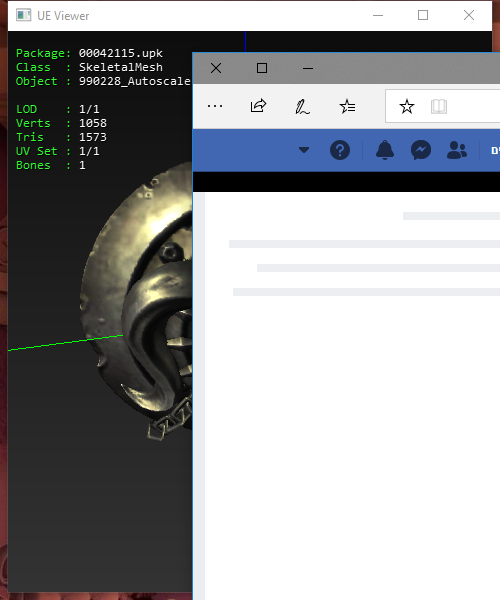 UE Viewer
Package: 00042115.upk
Class : SkeletalMesh
Object : 990228_Autoscale
LOD : 1/1
Verts : 1058
Tris : 1573
UV Set : 1/1
Bones : 1